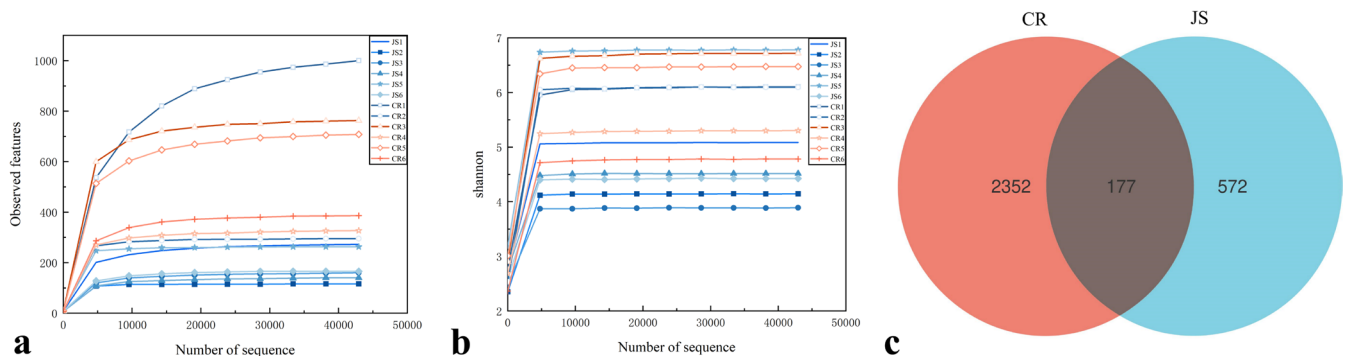 1000
800
600
400
200
0
Observed features
0 10000 20000 30000 40000 50000
Number of sequence
JS1
JS2
JS3
JS4
JS5
JS6
CR1
CR2
CR3
CR4
CR5
CR6
a
7
6
5
4
3
2
shannon
0 10000 20000 30000 40000 50000
Number of sequence
JS1
JS2
JS3
JS4
JS5
JS6
CR1
CR2
CR3
CR4
CR5
CR6
b
CR JS
2352 177 572
c